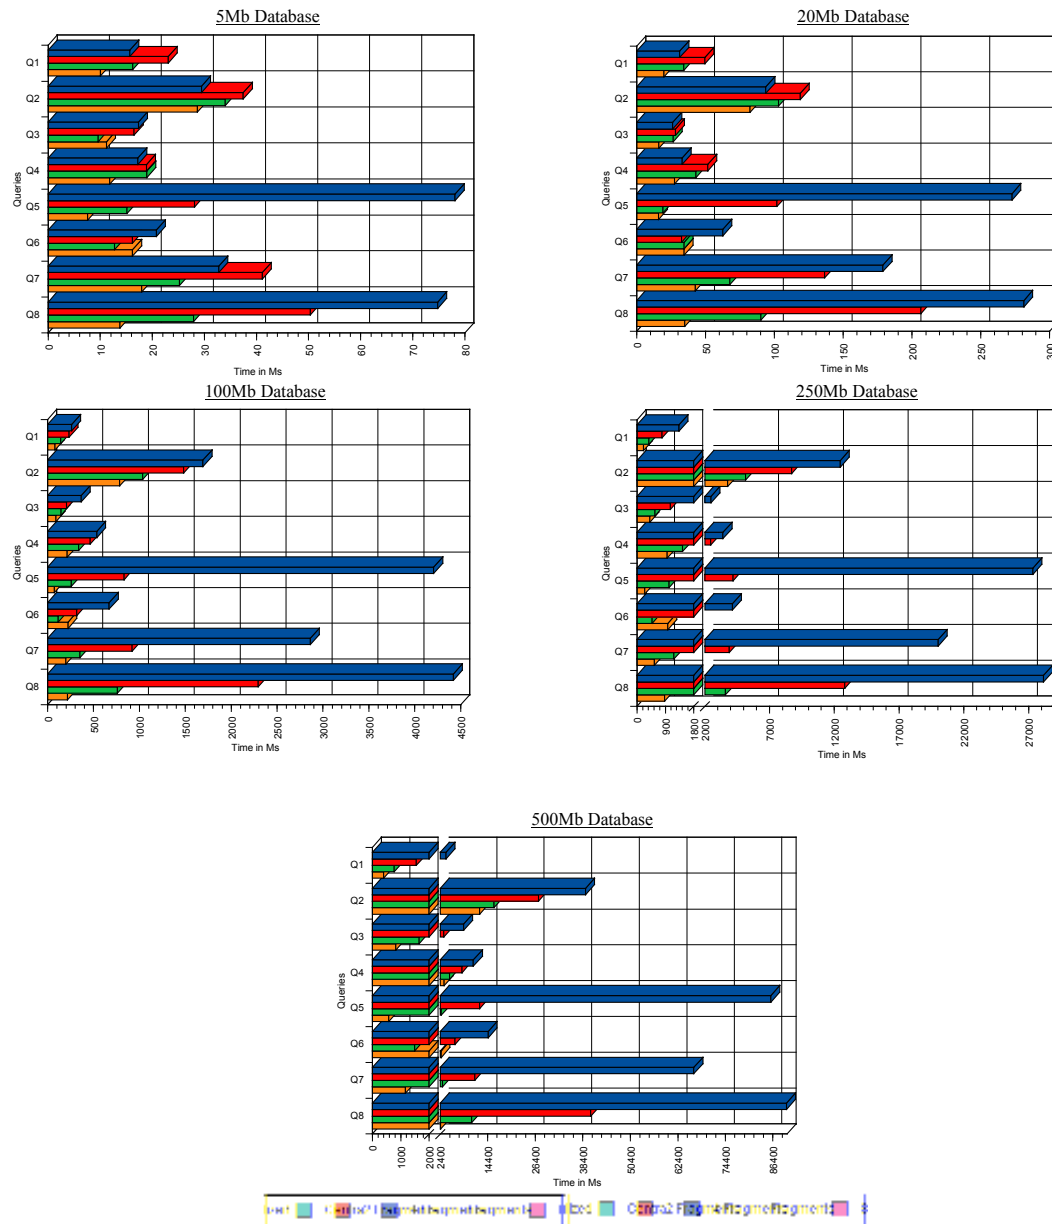 5Mb Database
Q1
Q2
Q3
Q4
Q5
Q6
Q7
Q8
Queries
0 10 20 30 40 50 60 70 80
Time in Ms
20Mb Database
Q1
Q2
Q3
Q4
Q5
Q6
Q7
Q8
Queries
0 50 100 150 200 250 300
Time in Ms
100Mb Database
Q1
Q2
Q3
Q4
Q5
Q6
Q7
Q8
Queries
0 500 1000 1500 2000 2500 3000 3500 4000 4500
Time in Ms
250Mb Database
Q1
Q2
Q3
Q4
Q5
Q6
Q7
Q8
Queries
0 900 1800 2000 7000 12000 17000 22000 27000
Time in Ms
500Mb Database
Q1
Q2
Q3
Q4
Q5
Q6
Q7
Q8
Queries
0 1000 2000 2400 14400 26400 38400 50400 62400 74400 86400
Time in Ms